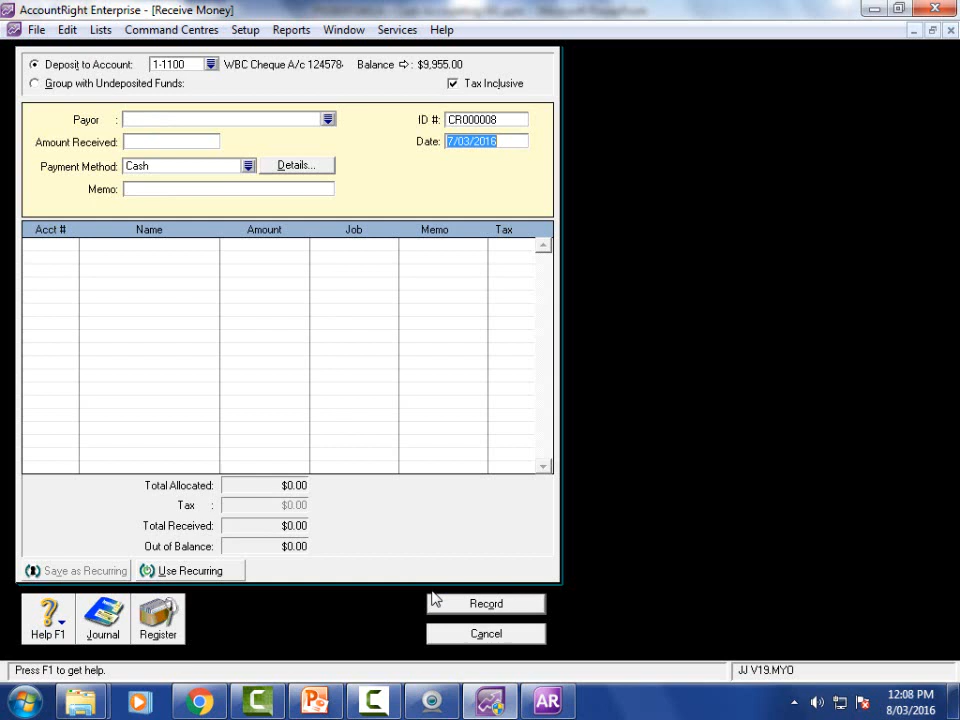 AccountRight Enterprise - [Receive Money]
File Edit Lists Command Centres Setup Reports Window Services Help
Deposit to Account: 1-1100 WBC Cheque A/c 124578 Balance : $9,955.00
Group with Undeposited Funds: Tax Inclusive
Payor : ID #: CR000008
Amount Received: Date: 7/03/2016
Payment Method: Cash Details...
Memo:
Acct # Name Amount Job Memo Tax
Total Allocated: $0.00
Tax : $0.00
Total Received: $0.00
Out of Balance: $0.00
Save as Recurring Use Recurring
Record
Help F1 Journal Register Cancel
Press F1 to get help. JJ V19.MYO
AR 12:08 PM
8/03/2016